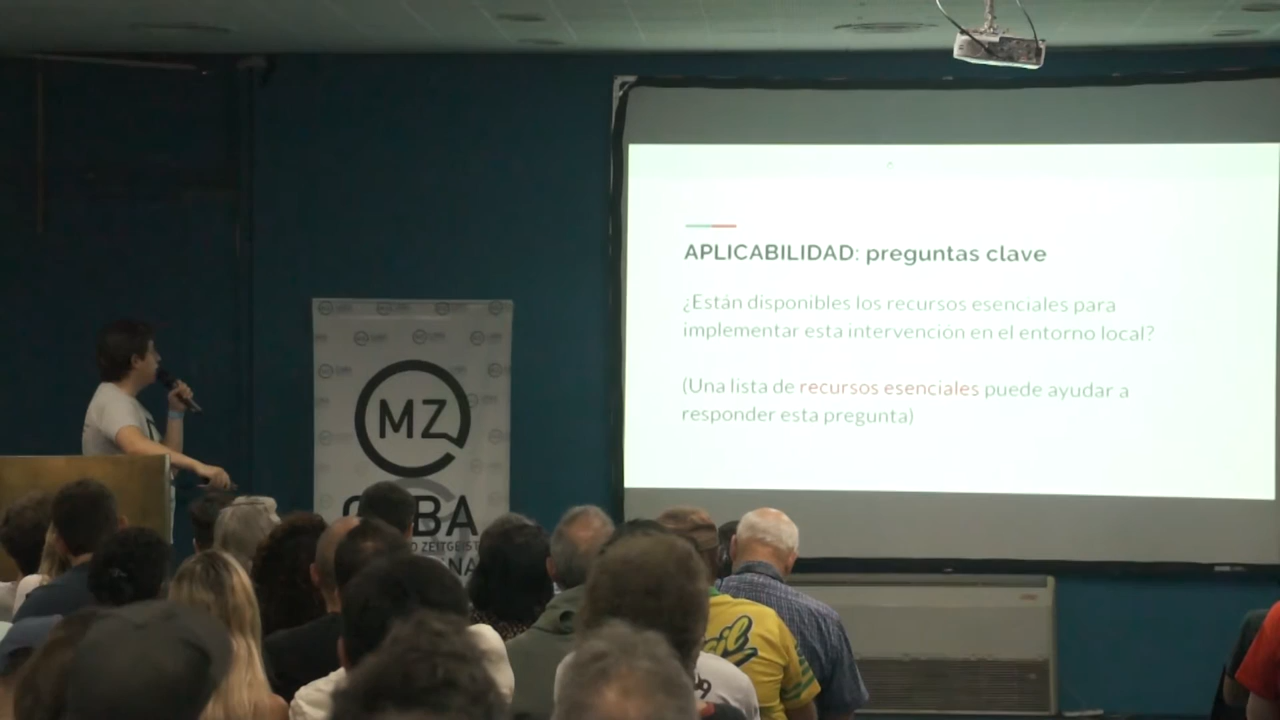 APLICABILIDAD: preguntas clave
¿Están disponibles los recursos esenciales para
implementar esta intervención en el entorno local?
(Una lista de recursos esenciales puede ayudar a
responder esta pregunta)
MZ
BA
ZEITGEIST